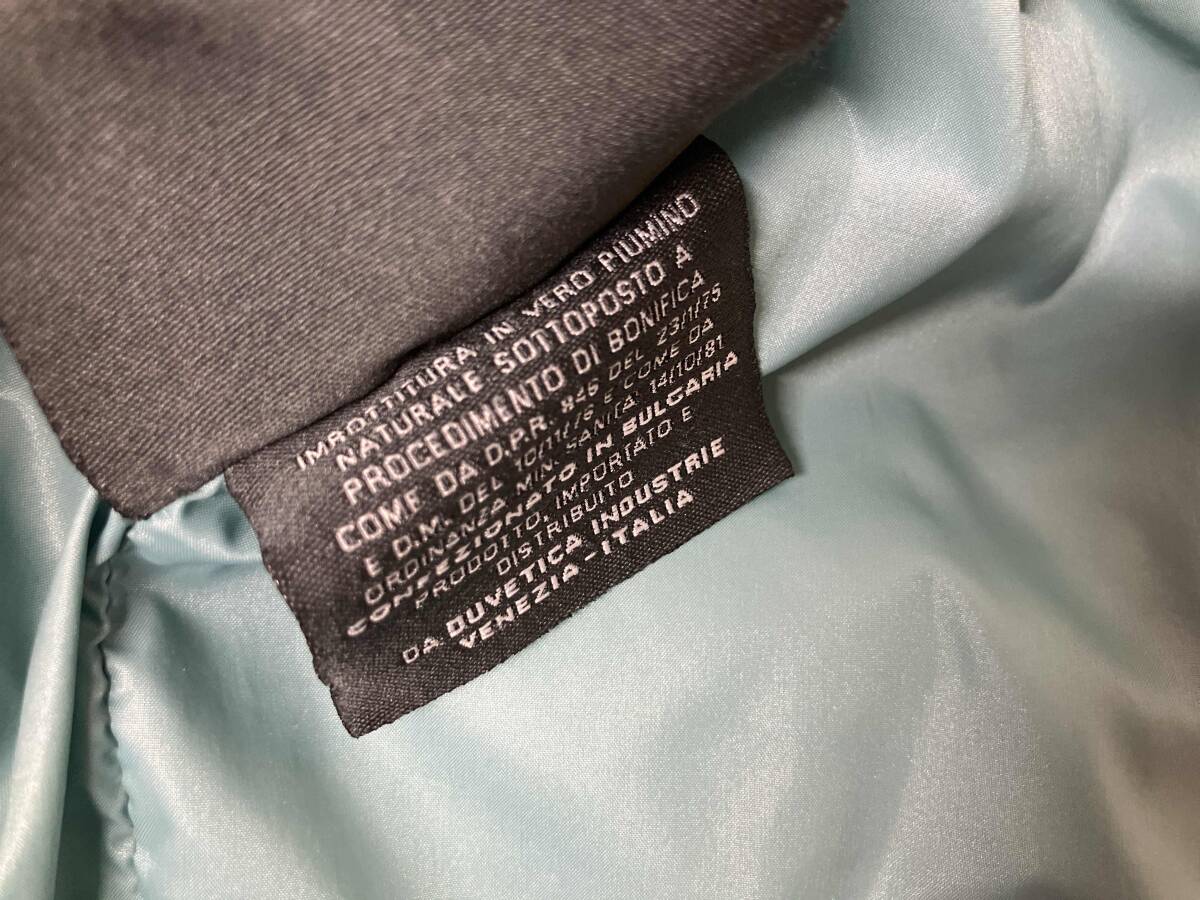 IMBOTTITURA IN VERO PIUMINO
NATURALE SOTTOPOSTO A
PROCEDIMENTO DI BONIFICA
COME DA D.P.R. 845 DEL 23/1/75
E D.M. DEL 10/11/76 E COME DA
ORDINANZA MIN. SANITA' 14/10/81
CONFEZIONATO IN BULGARIA
PRODOTTO, IMPORTATO E
DISTRIBUITO
DA DUVETICA INDUSTRIE
VENEZIA - ITALIA